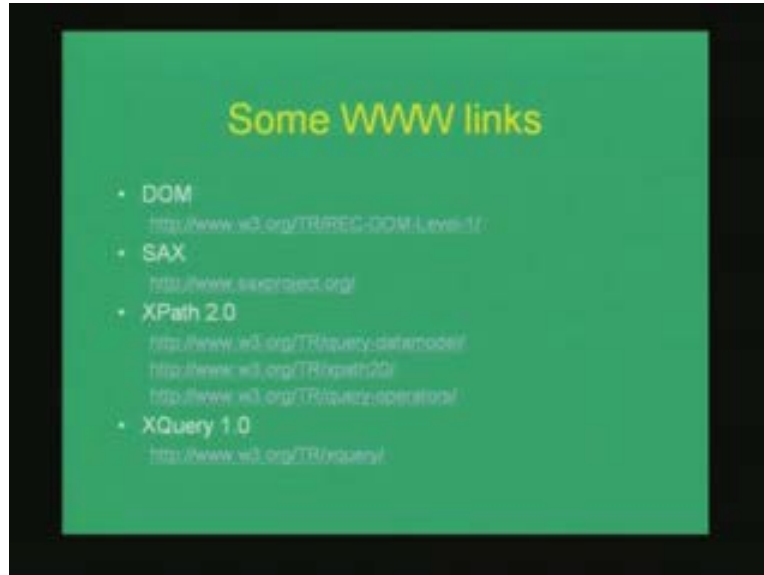 Some WWW links
• DOM
http://www.w3.org/TR/REC-DOM-Level-1/
• SAX
http://www.saxproject.org/
• XPath 2.0
http://www.w3.org/TR/query-datamodel/
http://www.w3.org/TR/xpath20/
http://www.w3.org/TR/query-operators/
• XQuery 1.0
http://www.w3.org/TR/xquery/